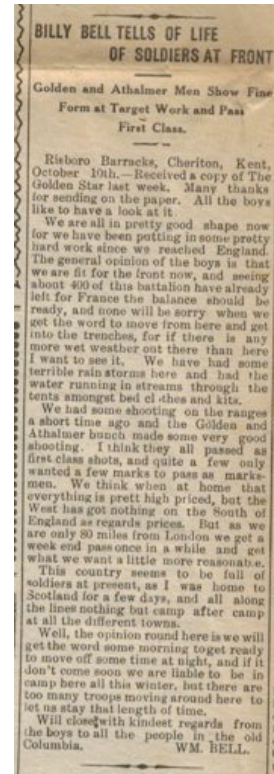 BILLY BELL TELLS OF LIFE
OF SOLDIERS AT FRONT
Golden and Athalmer Men Show Fine
Form at Target Work and Pass
First Class.
Risboro Barracks, Cheriton, Kent,
October 10th.—Received a copy of The
Golden Star last week. Many thanks
for sending on the paper. All the boys
like to have a look at it
We are all in pretty good shape now
for we have been putting in some pretty
hard work since we reached England.
The general opinion of the boys is that
we are fit for the front now, and seeing
about 400 of this battalion have already
left for France the balance should be
ready, and none will be sorry when we
get the word to move from here and get
into the trenches, for if there is any
more wet weather out there than here
I want to see it. We have had some
terrible rain storms here and had the
water running in streams through the
tents amongst bed clothes and kits.
We had some shooting on the ranges
a short time ago and the Golden and
Athalmer bunch made some very good
shooting. I think they all passed as
first class shots, and quite a few only
wanted a few marks to pass as marks-
men. We think when at home that
everything is prett high priced, but the
West has got nothing on the South of
England as regards prices. But as we
are only 80 miles from London we get a
week end pass once in a while and get
what we want a little more reasonab.e.
This country seems to be full of
soldiers at present, as I was home to
Scotland for a few days, and all along
the lines nothing but camp after camp
at all the different towns.
Well, the opinion round here is we will
get the word some morning to get ready
to move off some time at night, and if it
don't come soon we are liable to be in
camp here all this winter, but there are
too many troops moving around here to
let us stay that length of time.
Will close with kindest regards from
the boys to all the people in the old
Columbia. WM. BELL.